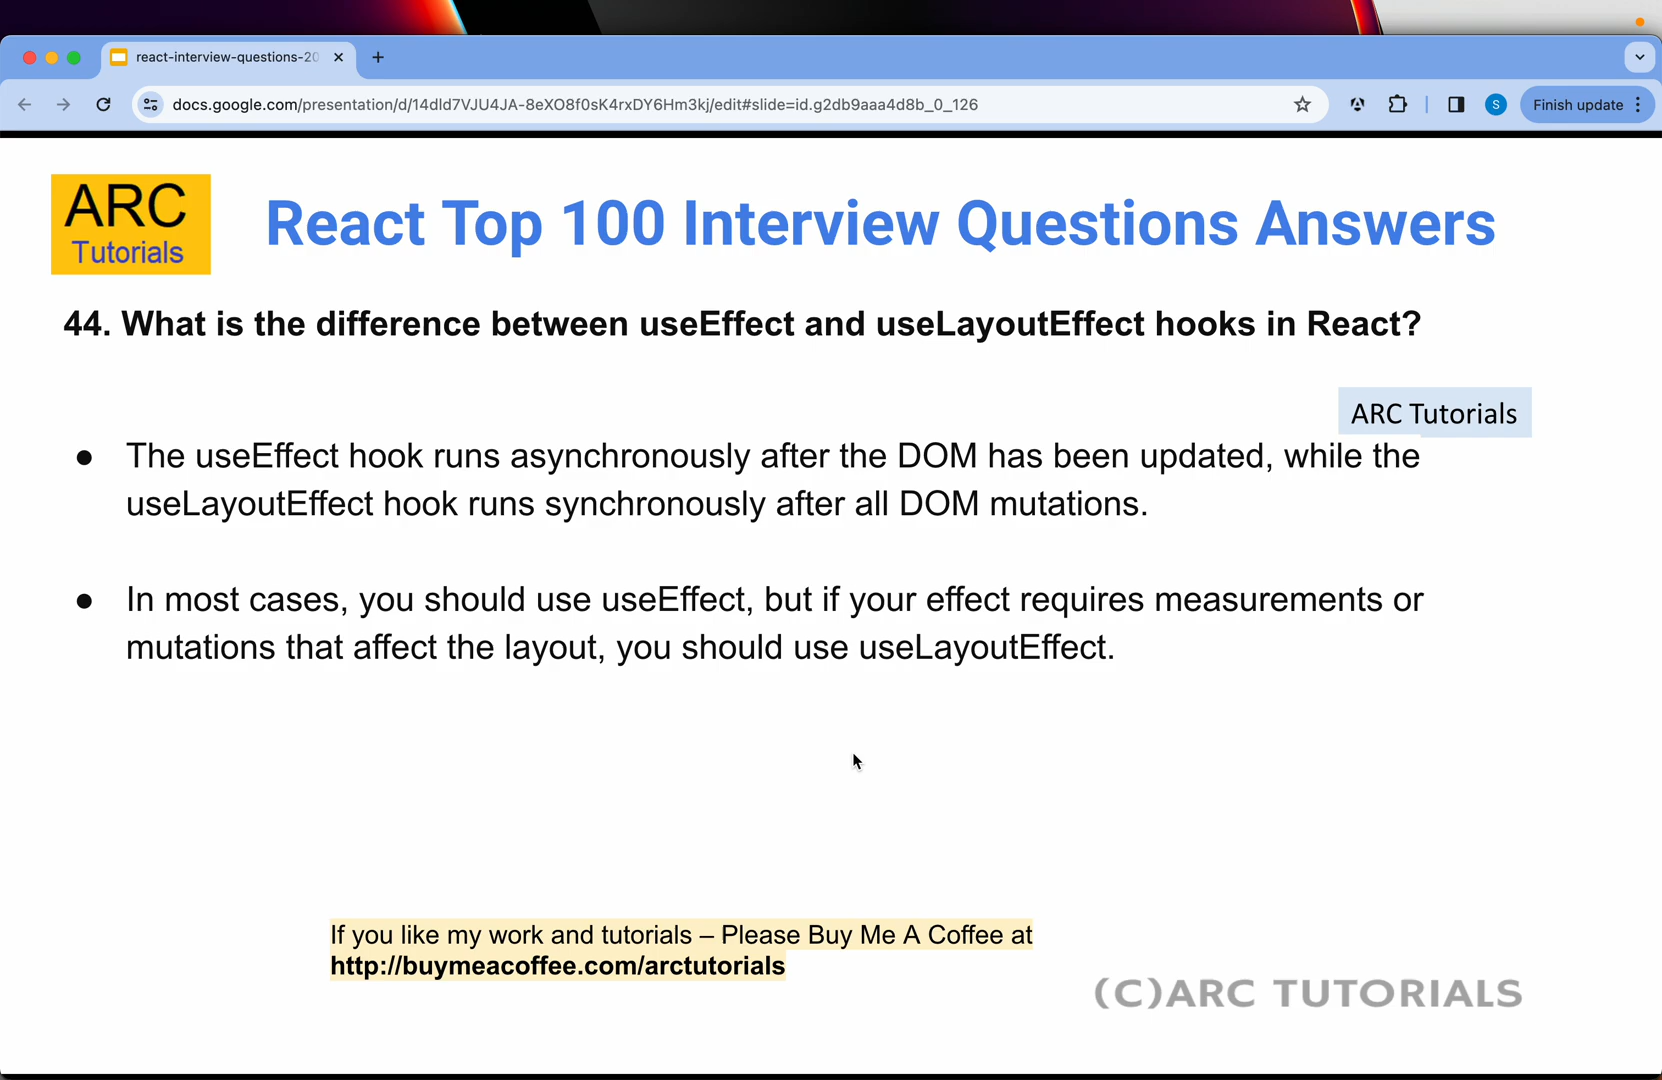 react-interview-questions-20
docs.google.com/presentation/d/14dld7VJU4JA-8eXO8f0sK4rxDY6Hm3kj/edit#slide=id.g2db9aaa4d8b_0_126
S
Finish update
ARC
Tutorials
React Top 100 Interview Questions Answers
44. What is the difference between useEffect and useLayoutEffect hooks in React?
ARC Tutorials
● The useEffect hook runs asynchronously after the DOM has been updated, while the
useLayoutEffect hook runs synchronously after all DOM mutations.
● In most cases, you should use useEffect, but if your effect requires measurements or
mutations that affect the layout, you should use useLayoutEffect.
If you like my work and tutorials – Please Buy Me A Coffee at
http://buymeacoffee.com/arctutorials
(C)ARC TUTORIALS